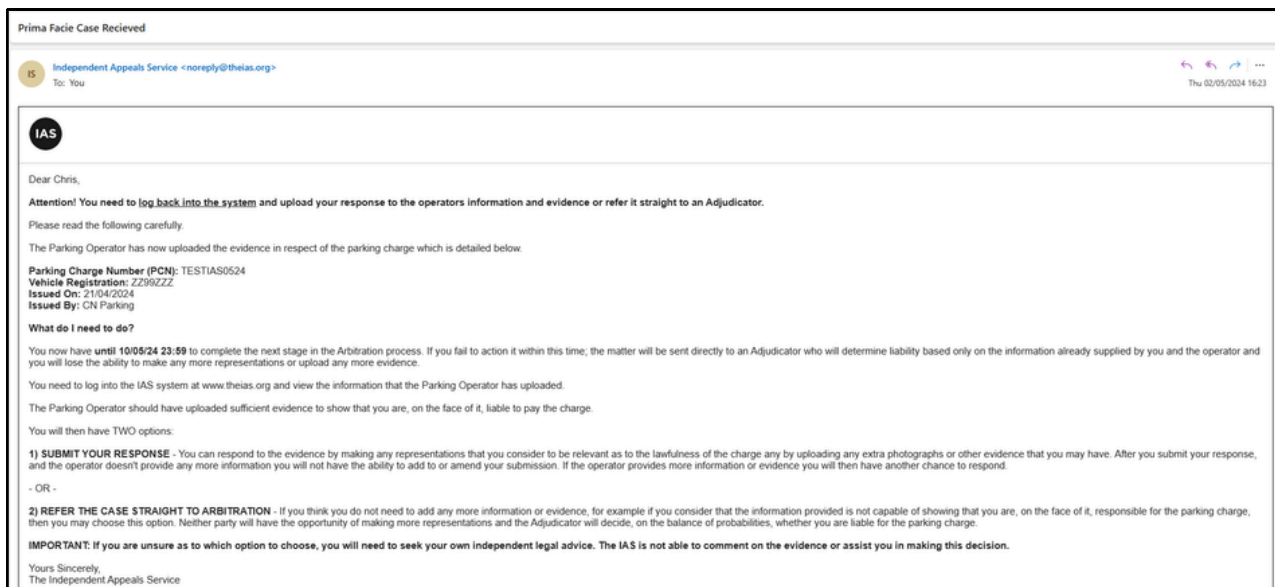 Prima Facie Case Recieved
IS
Independent Appeals Service <noreply@theias.org>
To: You
Thu 02/05/2024 16:23
IAS
Dear Chris,
Attention! You need to log back into the system and upload your response to the operators information and evidence or refer it straight to an Adjudicator.
Please read the following carefully.
The Parking Operator has now uploaded the evidence in respect of the parking charge which is detailed below.
Parking Charge Number (PCN): TESTIAS0524
Vehicle Registration: ZZ99ZZZ
Issued On: 21/04/2024
Issued By: CN Parking
What do I need to do?
You now have until 10/05/24 23:59 to complete the next stage in the Arbitration process. If you fail to action it within this time; the matter will be sent directly to an Adjudicator who will determine liability based only on the information already supplied by you and the operator and
you will lose the ability to make any more representations or upload any more evidence.
You need to log into the IAS system at www.theias.org and view the information that the Parking Operator has uploaded.
The Parking Operator should have uploaded sufficient evidence to show that you are, on the face of it, liable to pay the charge.
You will then have TWO options:
1) SUBMIT YOUR RESPONSE - You can respond to the evidence by making any representations that you consider to be relevant as to the lawfulness of the charge any by uploading any extra photographs or other evidence that you may have. After you submit your response,
and the operator doesn't provide any more information you will not have the ability to add to or amend your submission. If the operator provides more information or evidence you will then have another chance to respond.
- OR -
2) REFER THE CASE STRAIGHT TO ARBITRATION - If you think you do not need to add any more information or evidence, for example if you consider that the information provided is not capable of showing that you are, on the face of it, responsible for the parking charge,
then you may choose this option. Neither party will have the opportunity of making more representations and the Adjudicator will decide, on the balance of probabilities, whether you are liable for the parking charge.
IMPORTANT: If you are unsure as to which option to choose, you will need to seek your own independent legal advice. The IAS is not able to comment on the evidence or assist you in making this decision.
Yours Sincerely,
The Independent Appeals Service